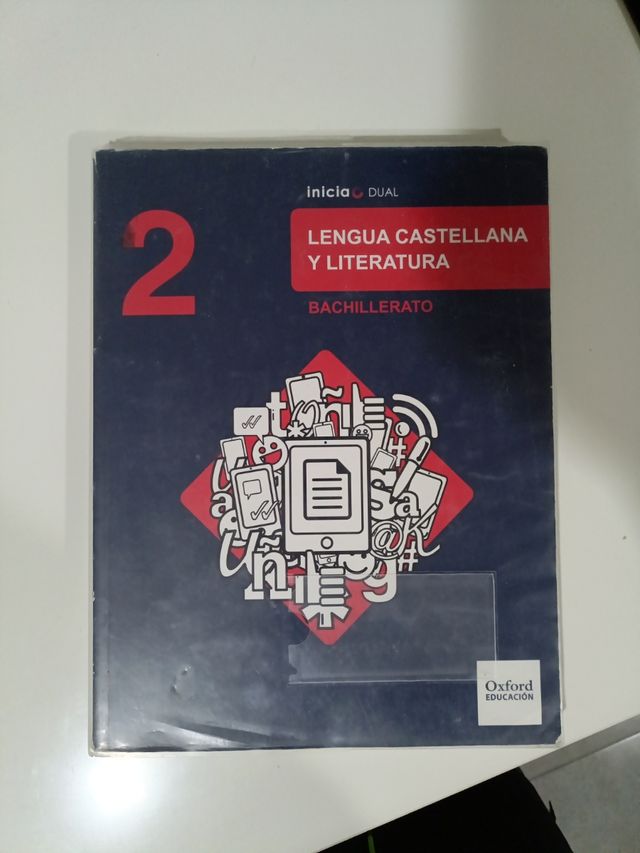 inicia DUAL
2
LENGUA CASTELLANA
Y LITERATURA
BACHILLERATO
Oxford
EDUCACIÓN